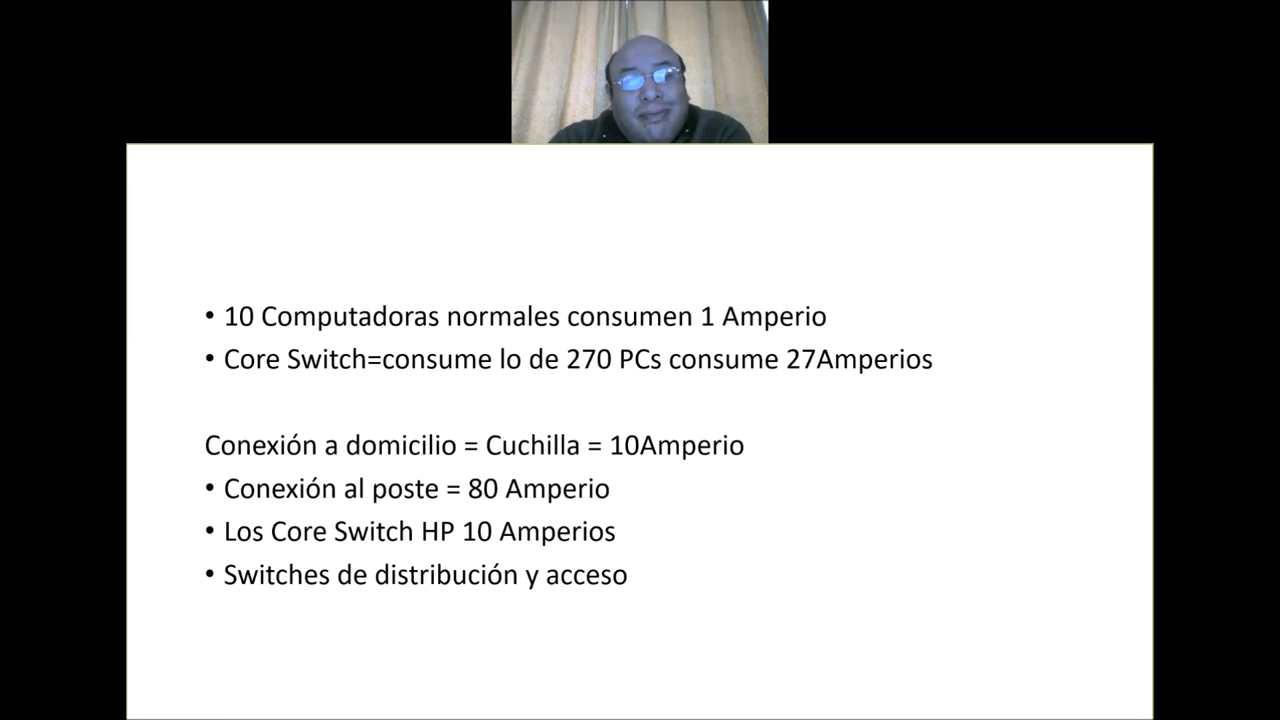 • 10 Computadoras normales consumen 1 Amperio
• Core Switch=consume lo de 270 PCs consume 27Amperios
Conexión a domicilio = Cuchilla = 10Amperio
• Conexión al poste = 80 Amperio
• Los Core Switch HP 10 Amperios
• Switches de distribución y acceso